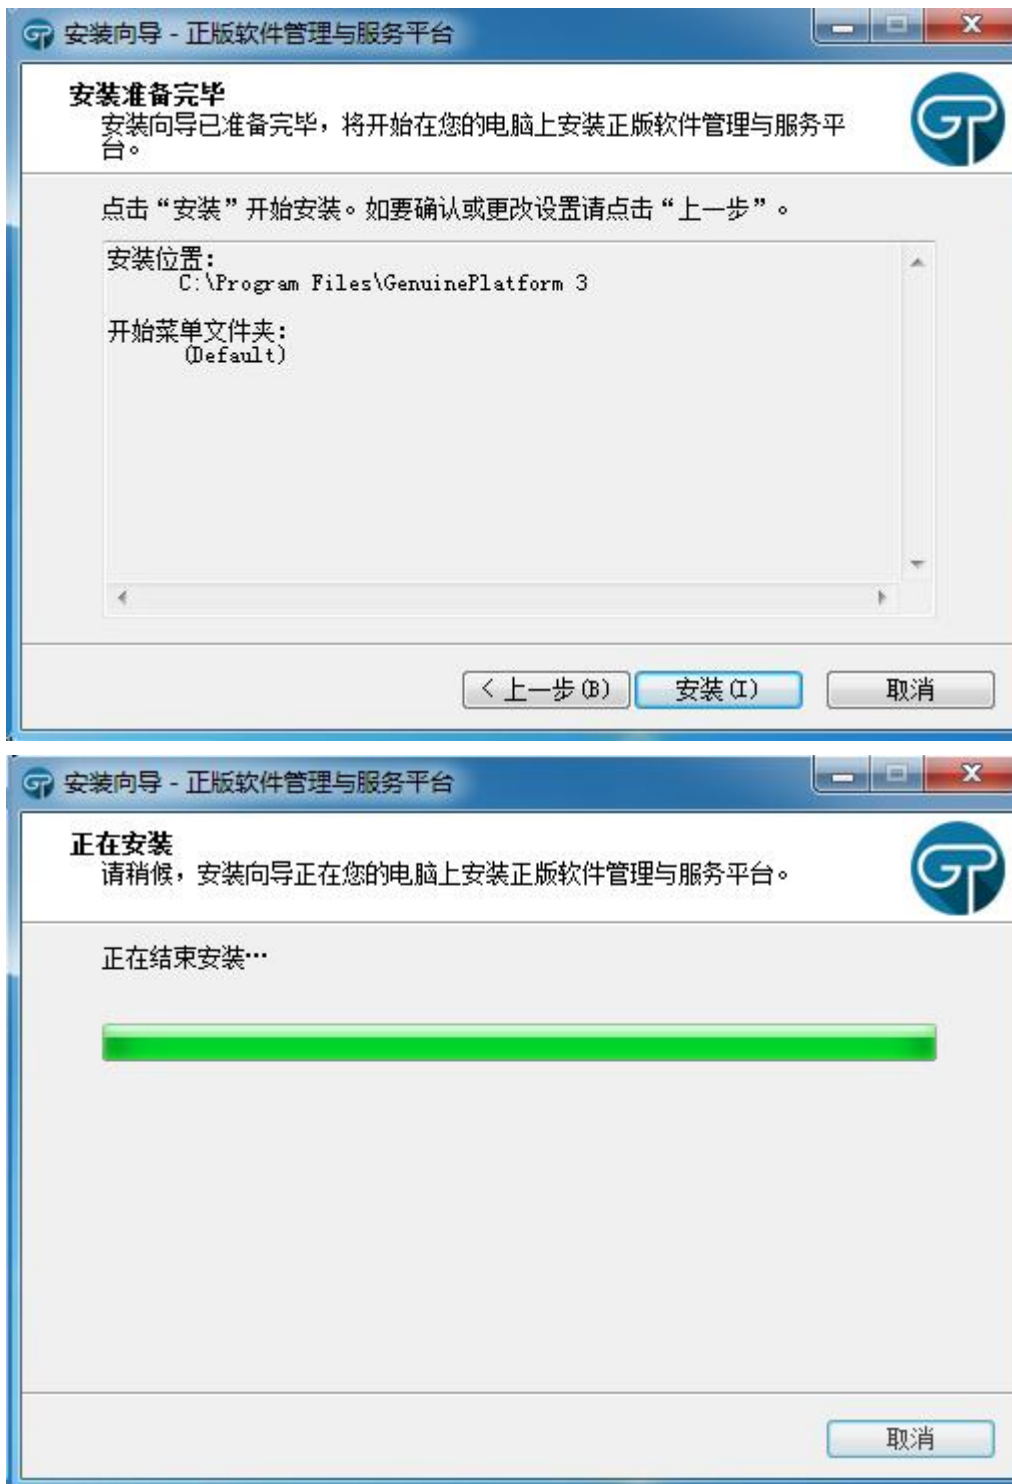 安装向导 - 正版软件管理与服务平台
安装准备完毕
安装向导已准备完毕，将开始在您的电脑上安装正版软件管理与服务平
台。
点击“安装”开始安装。如要确认或更改设置请点击“上一步”。
安装位置：
C:\Program Files\GenuinePlatform 3
开始菜单文件夹：
(Default)
< 上一步(B) 安装(I) 取消
安装向导 - 正版软件管理与服务平台
正在安装
请稍候，安装向导正在您的电脑上安装正版软件管理与服务平台。
正在结束安装…
取消